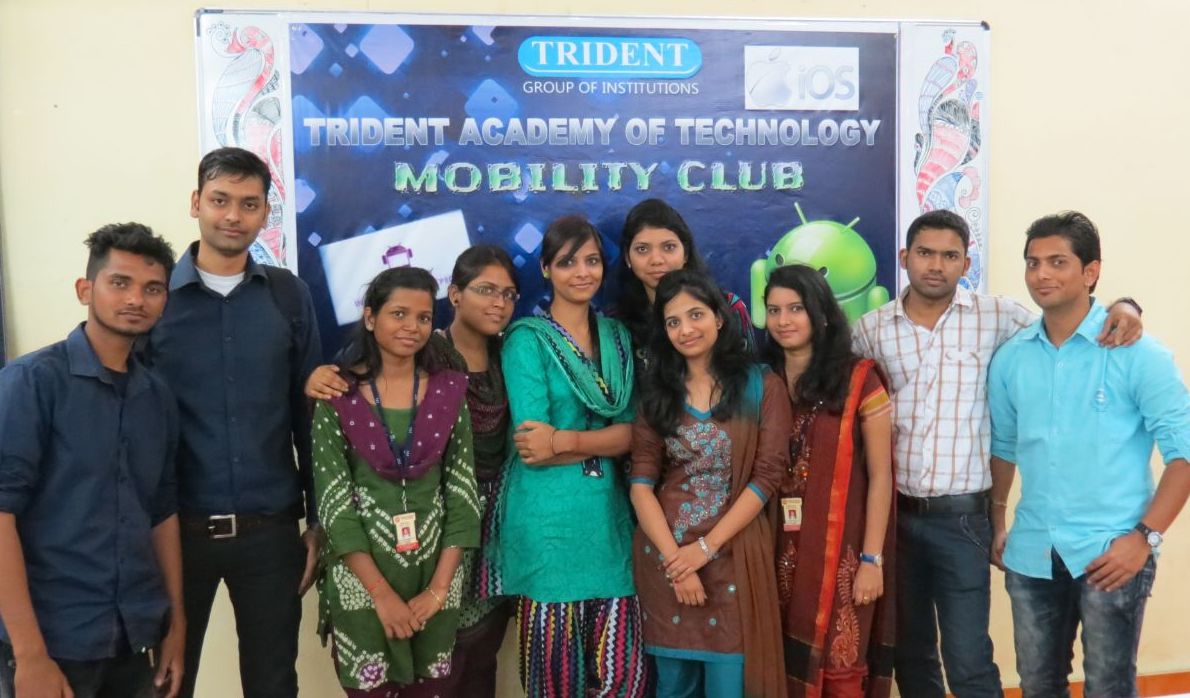 TRIDENT
GROUP OF INSTITUTIONS
iOS
TRIDENT ACADEMY OF TECHNOLOGY
MOBILITY CLUB